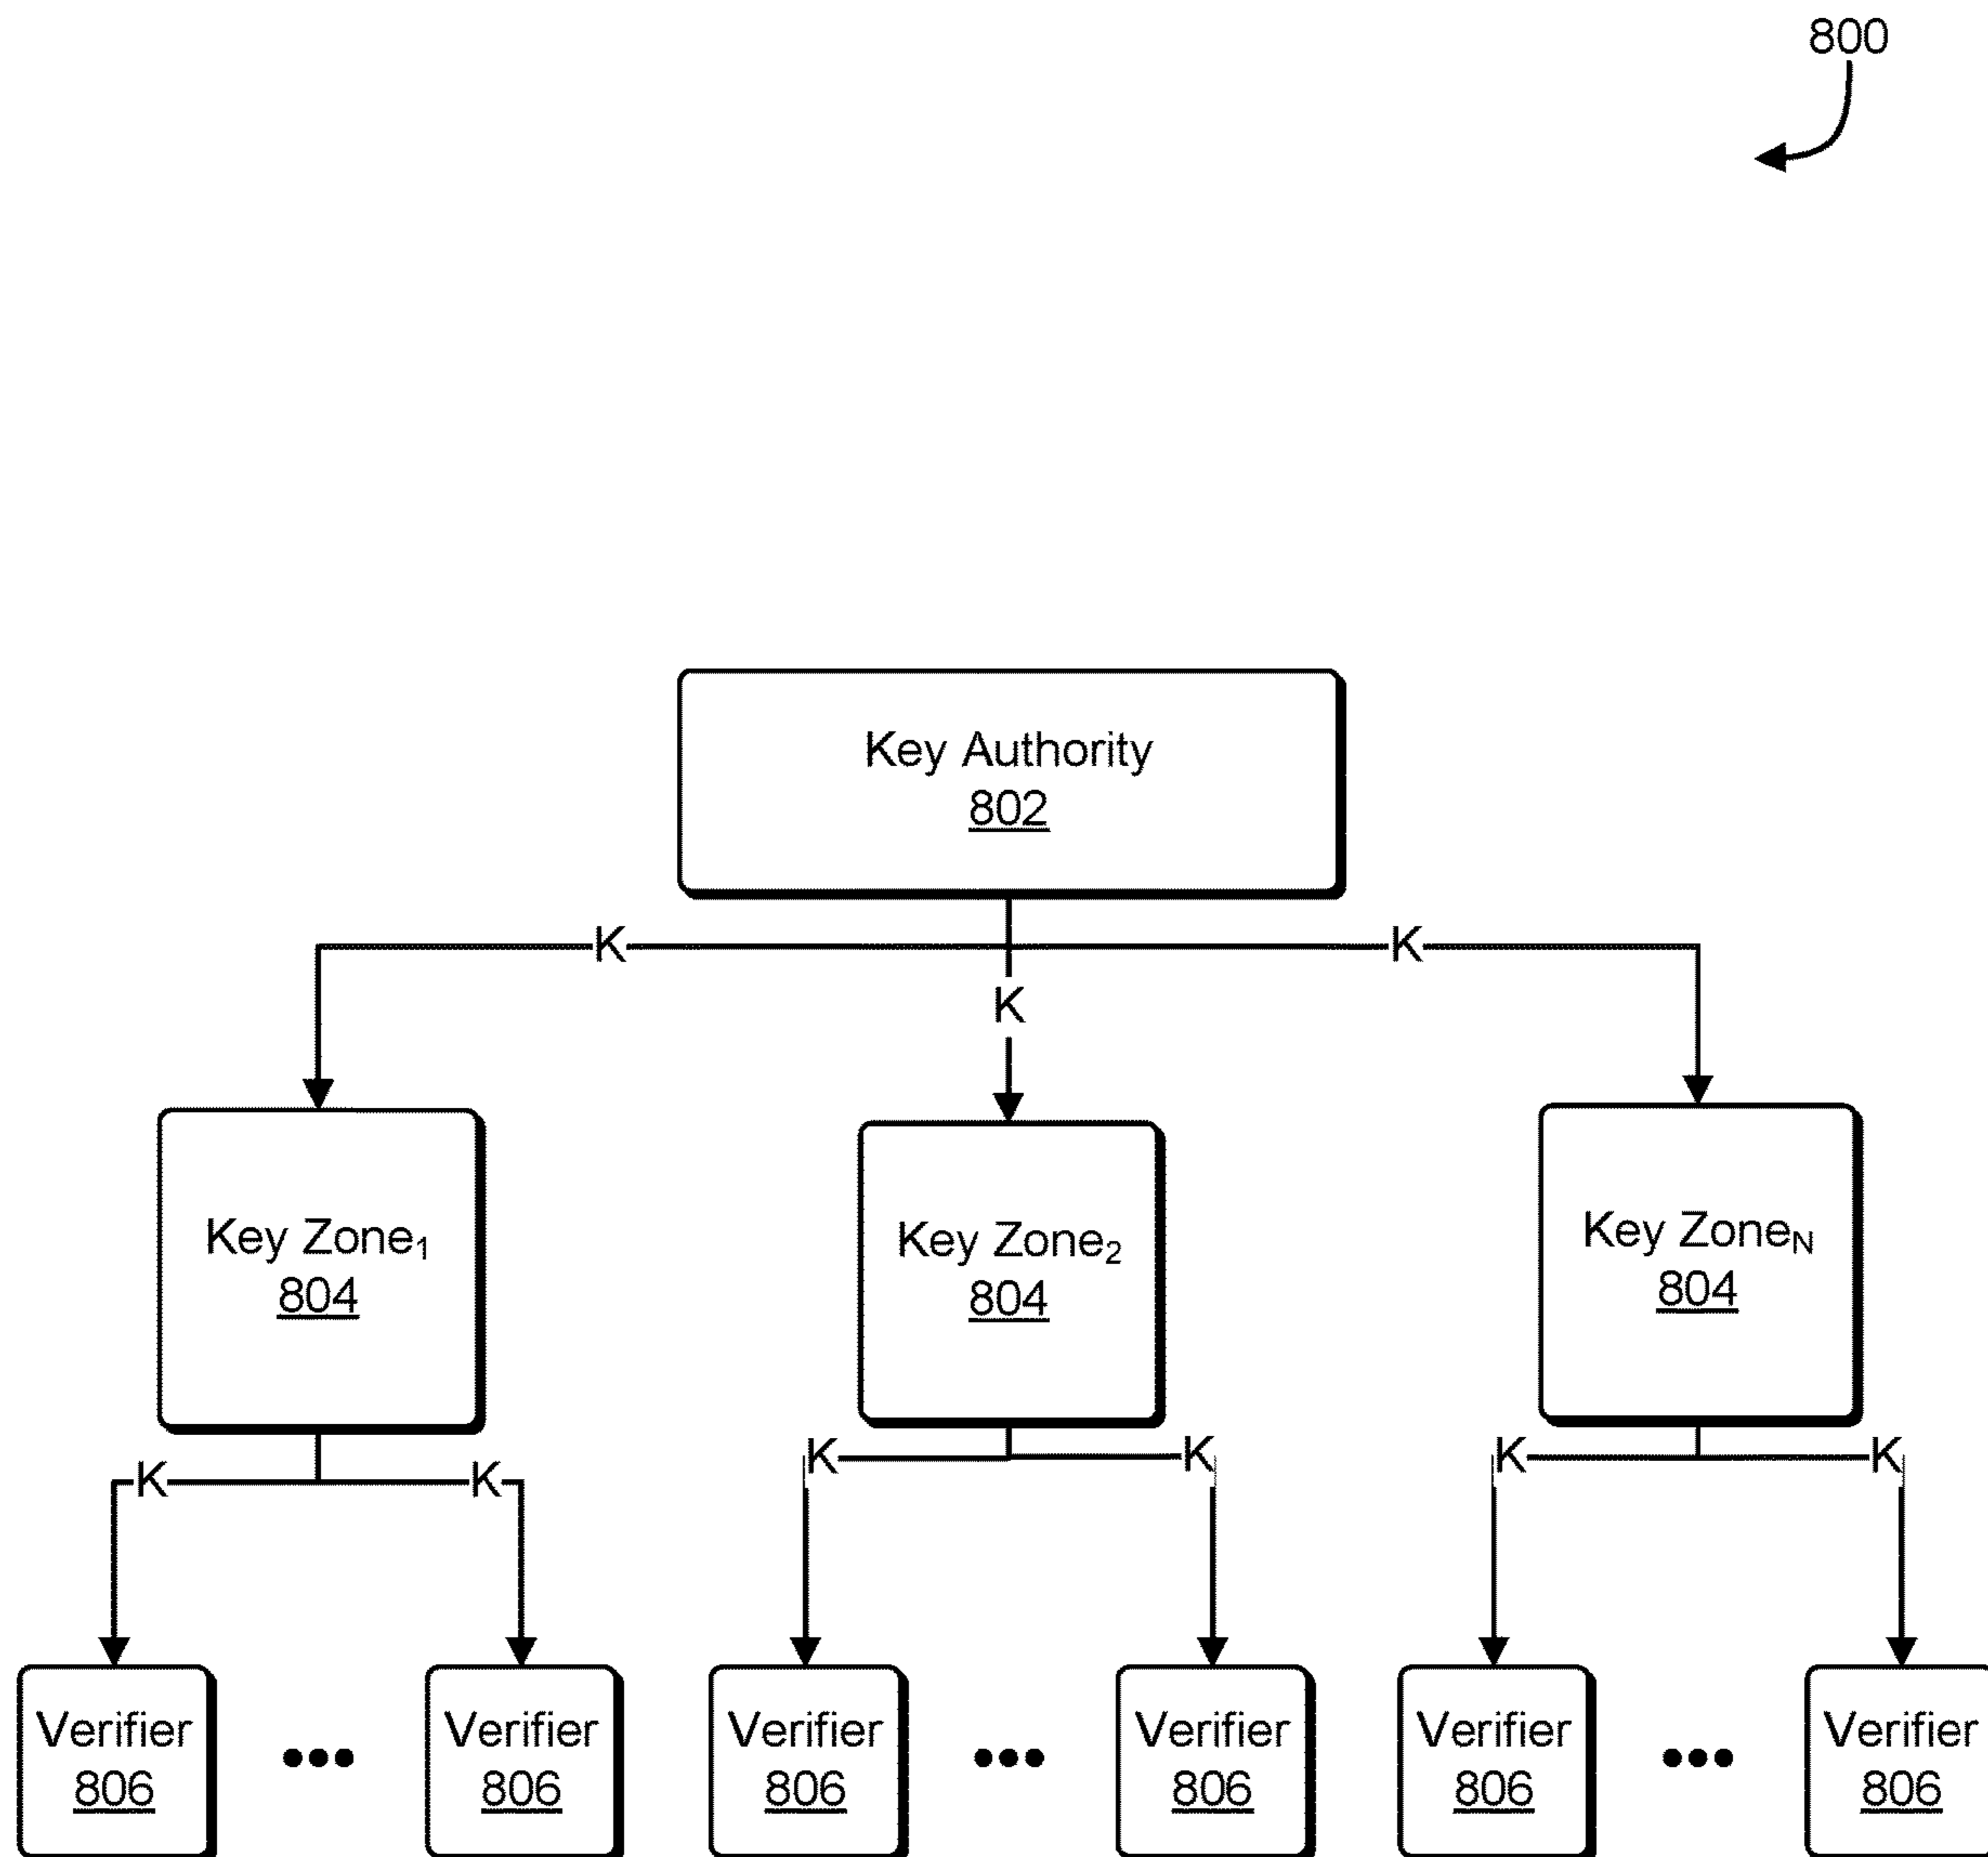 800
Key Authority
802
K
K
K
Key Zone₁
804
Key Zone₂
804
Key Zone_N
804
K
K
K
K
K
K
Verifier
806
•••
Verifier
806
Verifier
806
•••
Verifier
806
Verifier
806
•••
Verifier
806